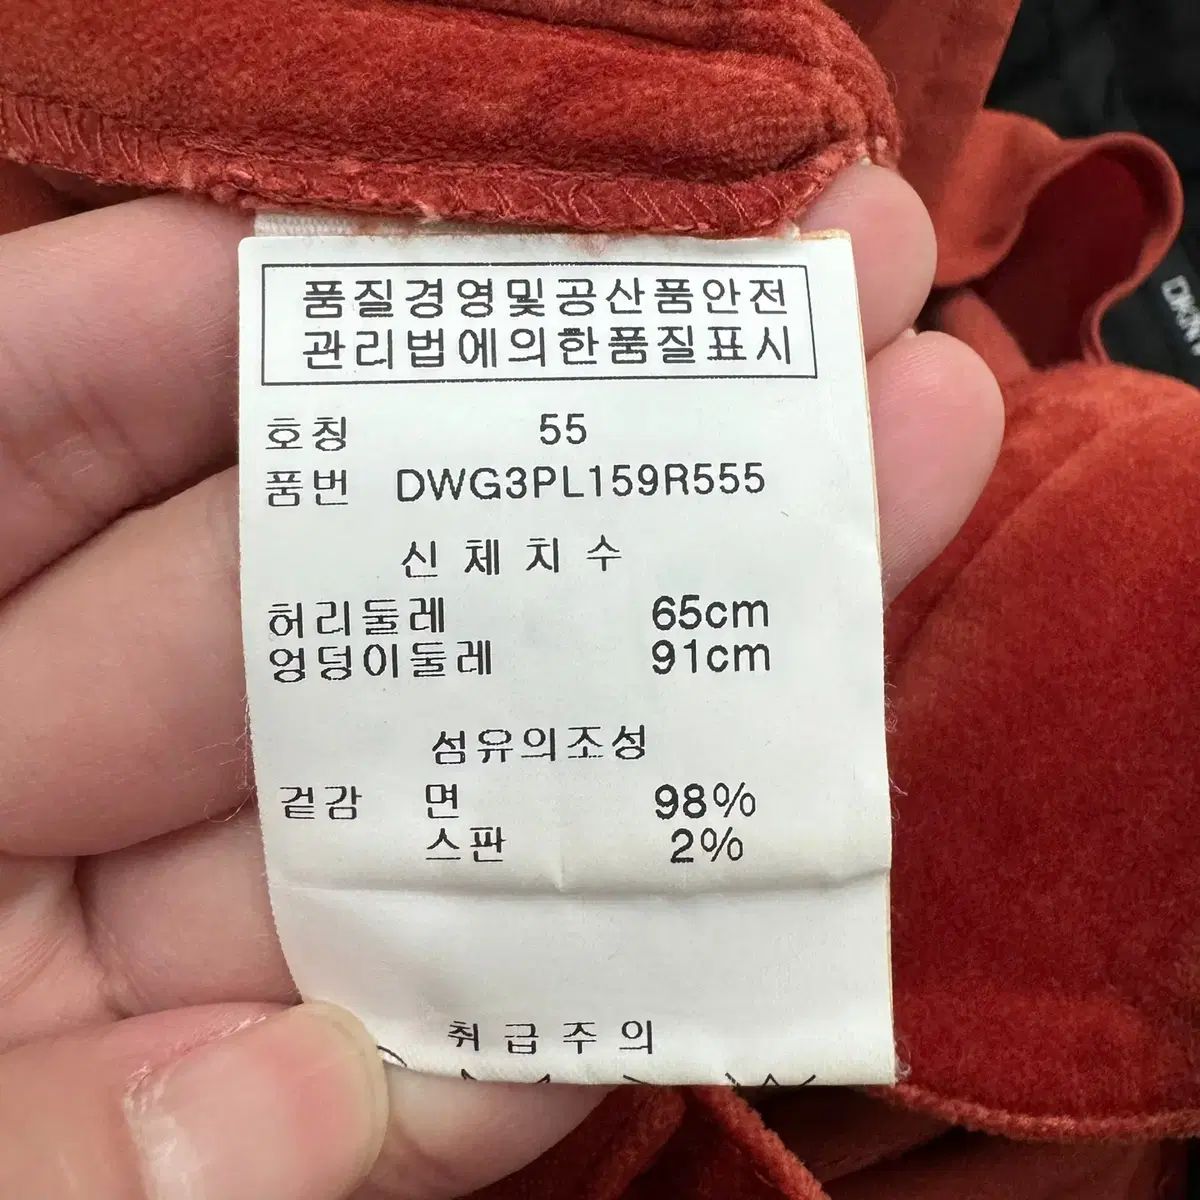 품질경영및공산품안전
관리법에의한품질표시
호칭 55
품번 DWG3PL159R555
신체치수
허리둘레 65cm
엉덩이둘레 91cm
섬유의조성
겉감 면 98%
스판 2%
취급주의